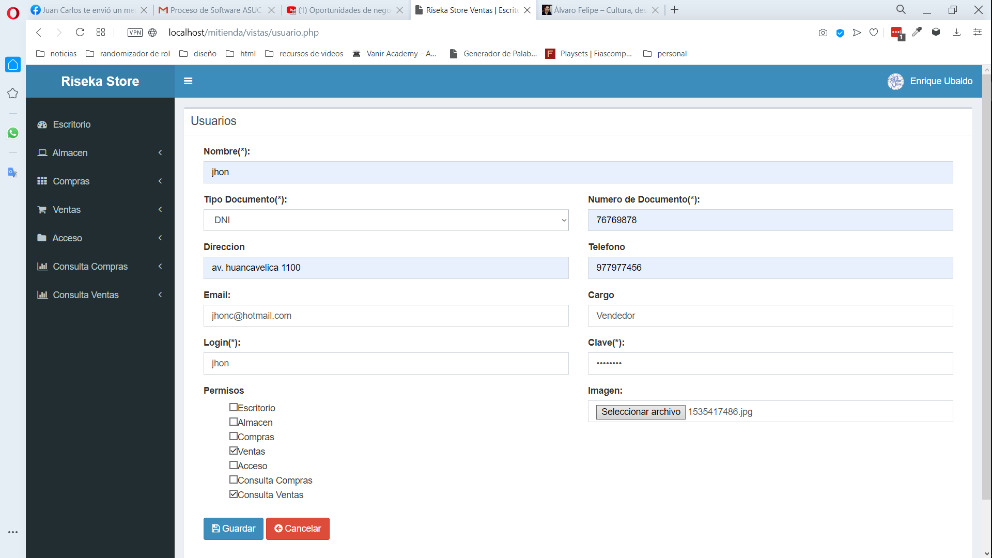 Juan Carlos te envió un me
Proceso de Software ASUC
(1) Oportunidades de nego
Riseka Store Ventas | Escrit
Álvaro Felipe – Cultura, des
VPN
localhost/mitienda/vistas/usuario.php
noticias
randomizador de rol
diseño
html
recursos de videos
Vanir Academy
A...
Generador de Palab...
Playsets | Fiascomp...
personal
Riseka Store
Enrique Ubaldo
Escritorio
Almacen
Compras
Ventas
Acceso
Consulta Compras
Consulta Ventas
Usuarios
Nombre(*):
jhon
Tipo Documento(*):
Numero de Documento(*):
DNI
76769878
Direccion
Telefono
av. huancavelica 1100
977977456
Email:
Cargo
jhonc@hotmail.com
Vendedor
Login(*):
Clave(*):
jhon
••••••••
Permisos
Imagen:
Escritorio
Seleccionar archivo 1535417486.jpg
Almacen
Compras
Ventas
Acceso
Consulta Compras
Consulta Ventas
Guardar
Cancelar